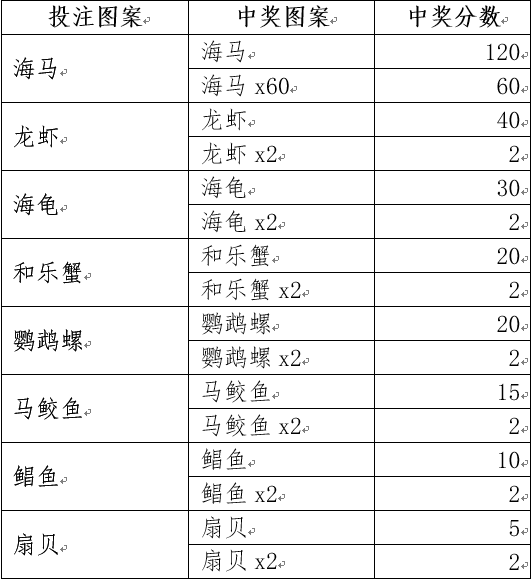 投注图案 中奖图案 中奖分数
海马 海马 120
海马 x60 60
龙虾 龙虾 40
龙虾 x2 2
海龟 海龟 30
海龟 x2 2
和乐蟹 和乐蟹 20
和乐蟹 x2 2
鹦鹉螺 鹦鹉螺 20
鹦鹉螺 x2 2
马鲛鱼 马鲛鱼 15
马鲛鱼 x2 2
鲳鱼 鲳鱼 10
鲳鱼 x2 2
扇贝 扇贝 5
扇贝 x2 2